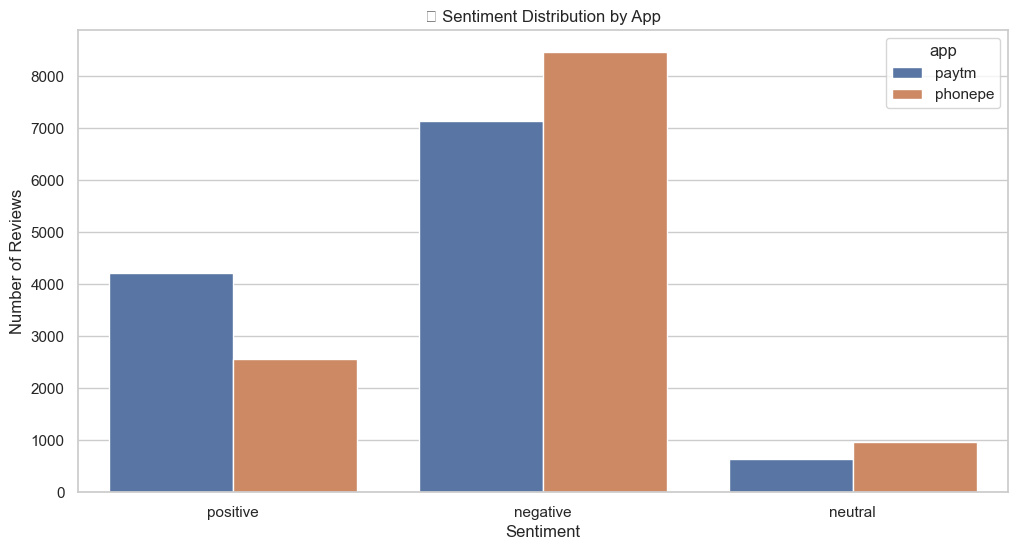 Sentiment Distribution by App
app
paytm
phonepe
8000
7000
6000
5000
4000
3000
2000
1000
0
Number of Reviews
positive negative neutral
Sentiment